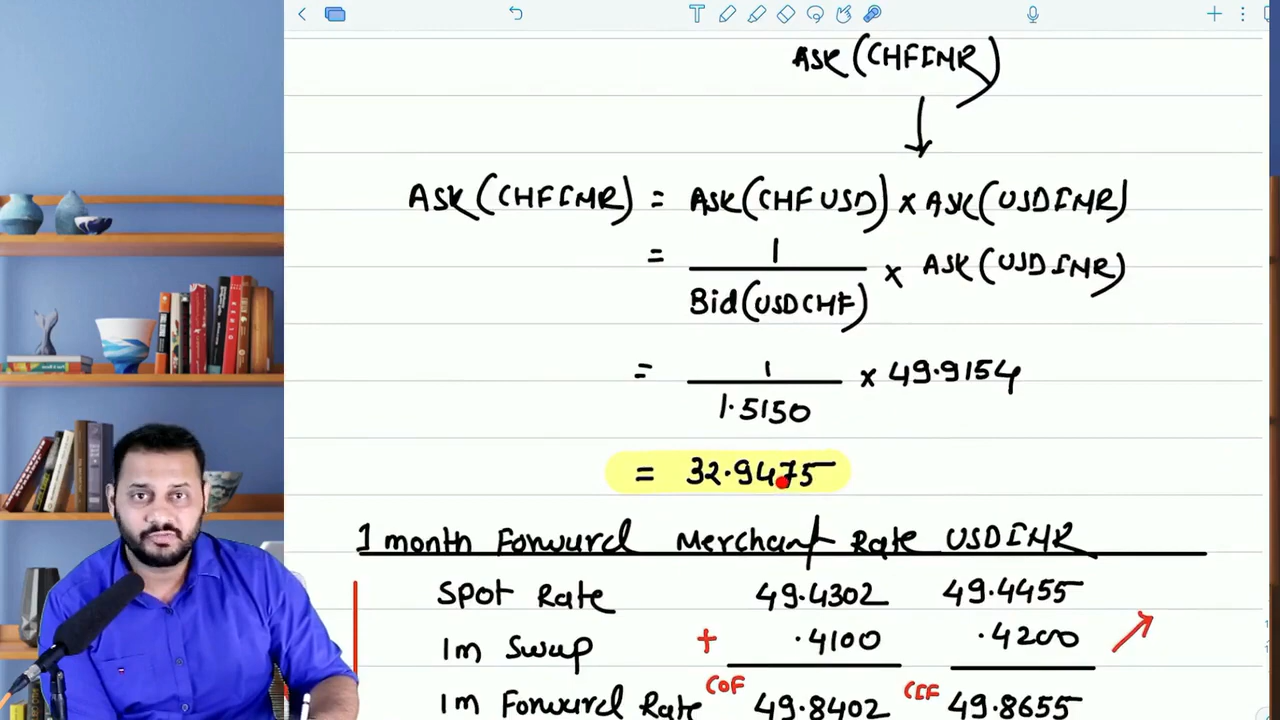 ASK(CHFINR)
ASK(CHFINR) = ASK(CHFUSD) x ASK(USDINR)
= 1 / Bid(USDCHF) x ASK(USDINR)
= 1 / 1.5150 x 49.9154
= 32.9475
1 month Forward Merchant Rate USDINR
Spot Rate 49.4302 49.4455
1m Swap + .4100 .4200
1m Forward Rate COF 49.8402 CIF 49.8655